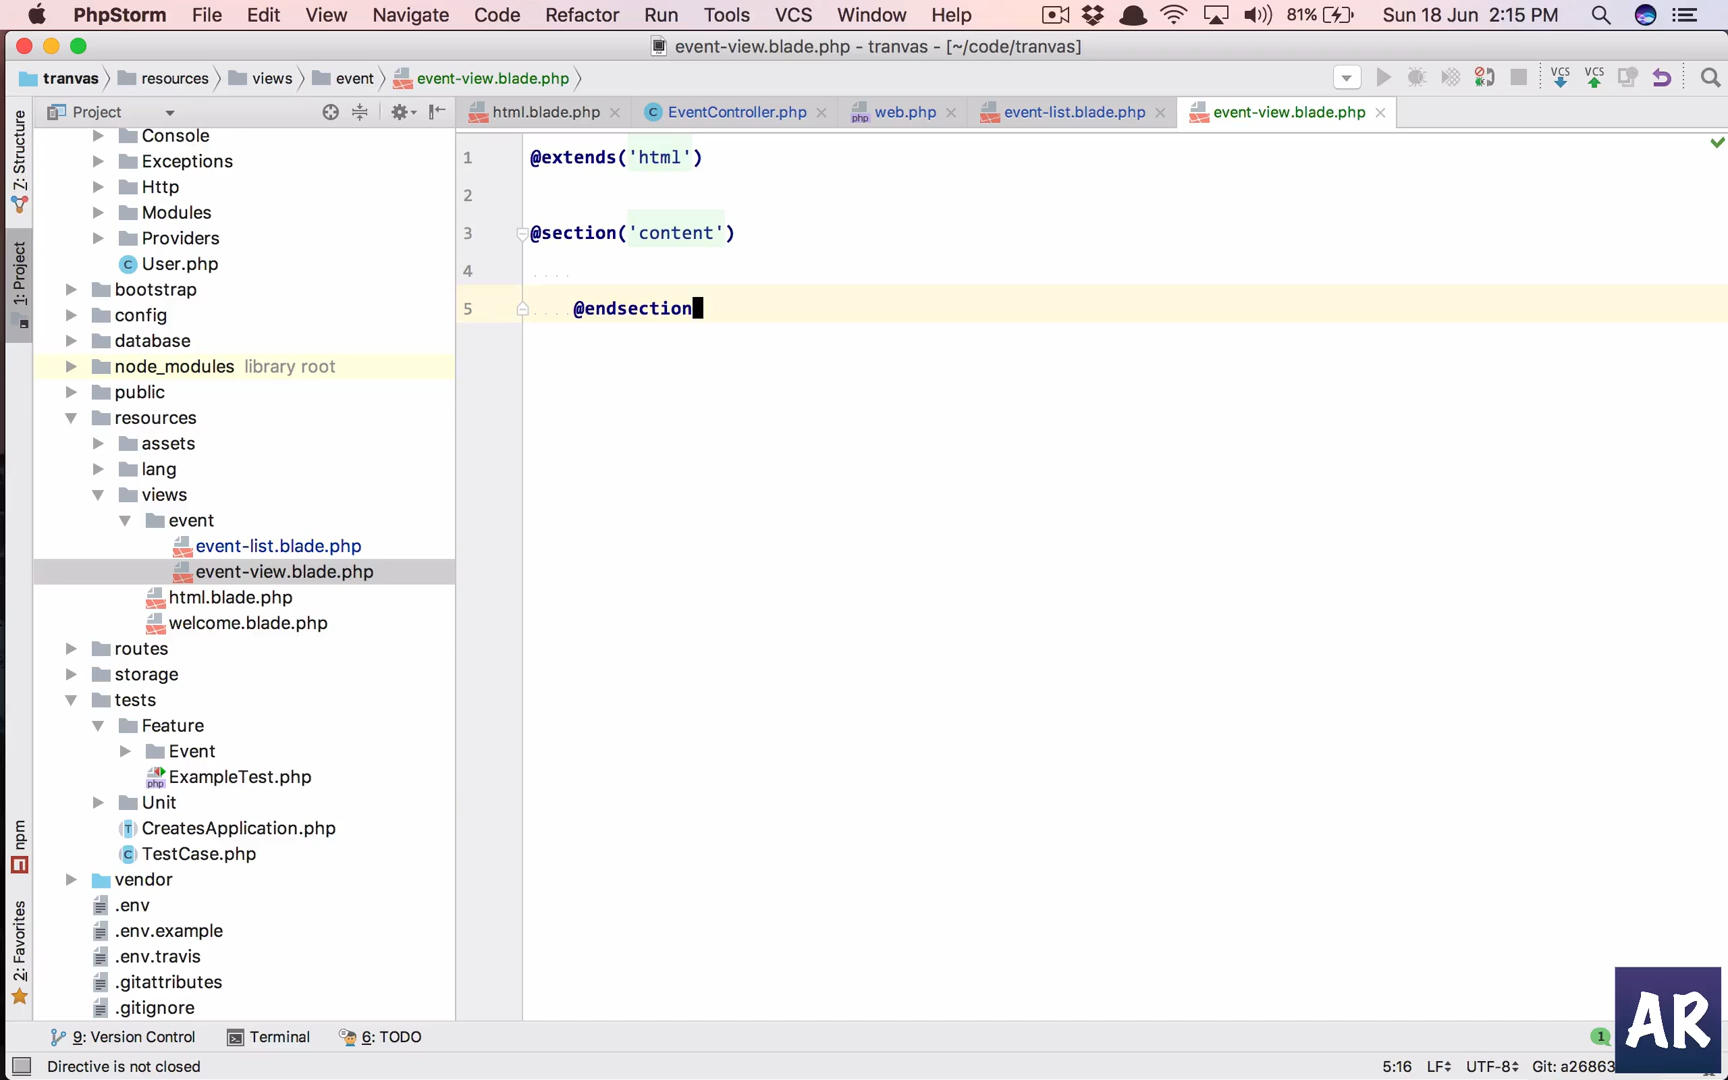 PhpStorm File Edit View Navigate Code Refactor Run Tools VCS Window Help 81% Sun 18 Jun 2:15 PM
event-view.blade.php - tranvas - [~/code/tranvas]
tranvas resources views event event-view.blade.php VCS VCS
Project html.blade.php EventController.php web.php event-list.blade.php event-view.blade.php
7: Structure
1: Project
npm
2: Favorites
Console
Exceptions
Http
Modules
Providers
User.php
bootstrap
config
database
node_modules library root
public
resources
assets
lang
views
event
event-list.blade.php
event-view.blade.php
html.blade.php
welcome.blade.php
routes
storage
tests
Feature
Event
ExampleTest.php
Unit
CreatesApplication.php
TestCase.php
vendor
.env
.env.example
.env.travis
.gitattributes
.gitignore
1 @extends('html')
2
3 @section('content')
4
5 @endsection
9: Version Control Terminal 6: TODO 1
Directive is not closed 5:16 LF UTF-8 Git: a26863
AR